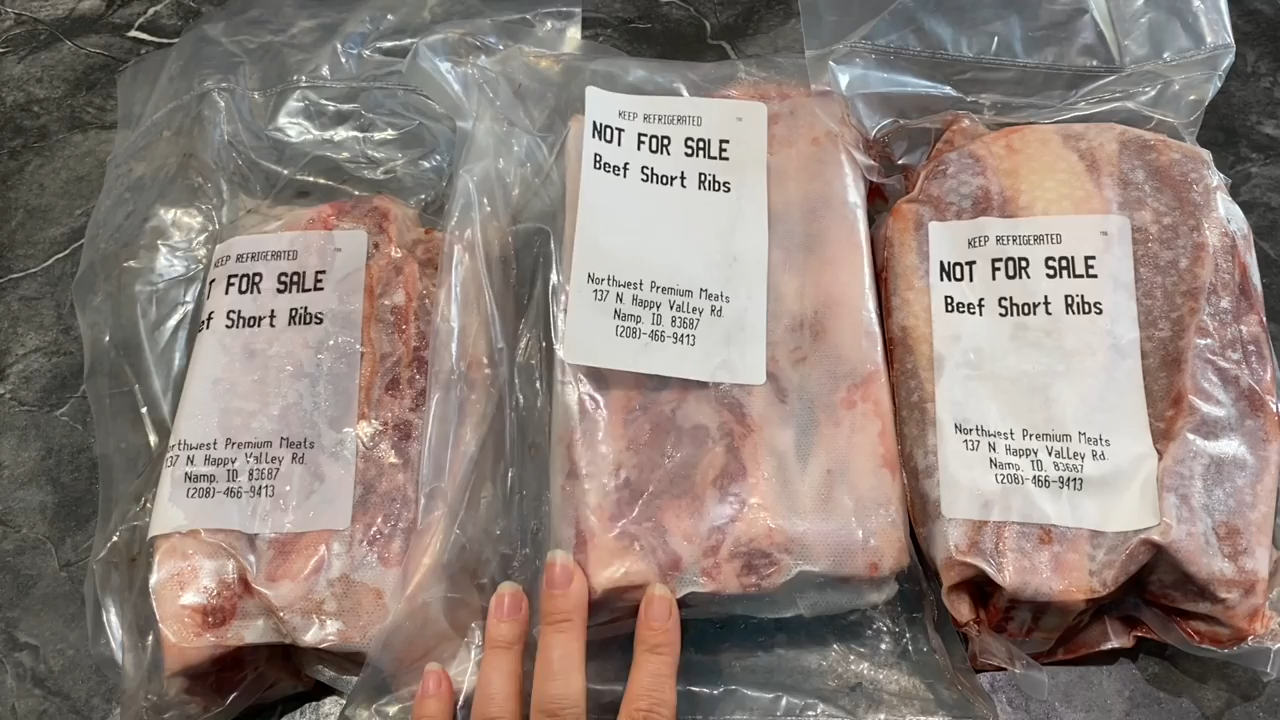 KEEP REFRIGERATED
T FOR SALE
ef Short Ribs
rthwest Premium Meats
137 N. Happy Valley Rd.
Namp, ID, 83687
(208)-466-9413
KEEP REFRIGERATED
NOT FOR SALE
Beef Short Ribs
Northwest Premium Meats
137 N. Happy Valley Rd.
Namp, ID, 83687
(208)-466-9413
KEEP REFRIGERATED
NOT FOR SALE
Beef Short Ribs
Northwest Premium Meats
137 N. Happy Valley Rd.
Namp, ID, 83687
(208)-466-9413